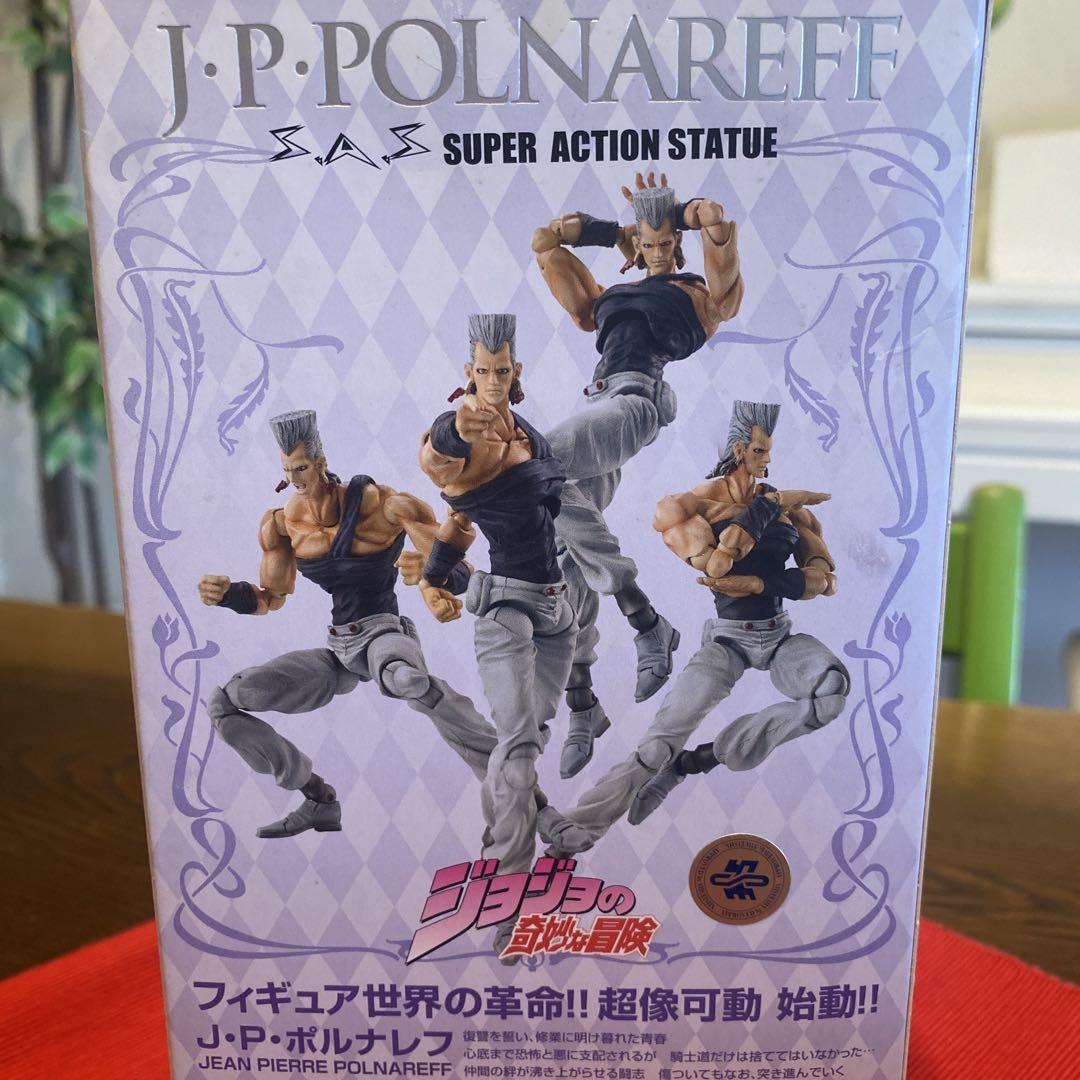 J·P·POLNAREFF
S.A.S SUPER ACTION STATUE
ジョジョの
奇妙な冒険
フィギュア世界の革命!! 超像可動 始動!!
J・P・ポルナレフ
JEAN PIERRE POLNAREFF
復讐を誓い、修業に明け暮れた青春
心底まで恐怖と悪に支配されるが 騎士道だけは捨ててはいなかった…
仲間の絆が沸き上がらせる闘志 傷ついてもなお、突き進んでいく